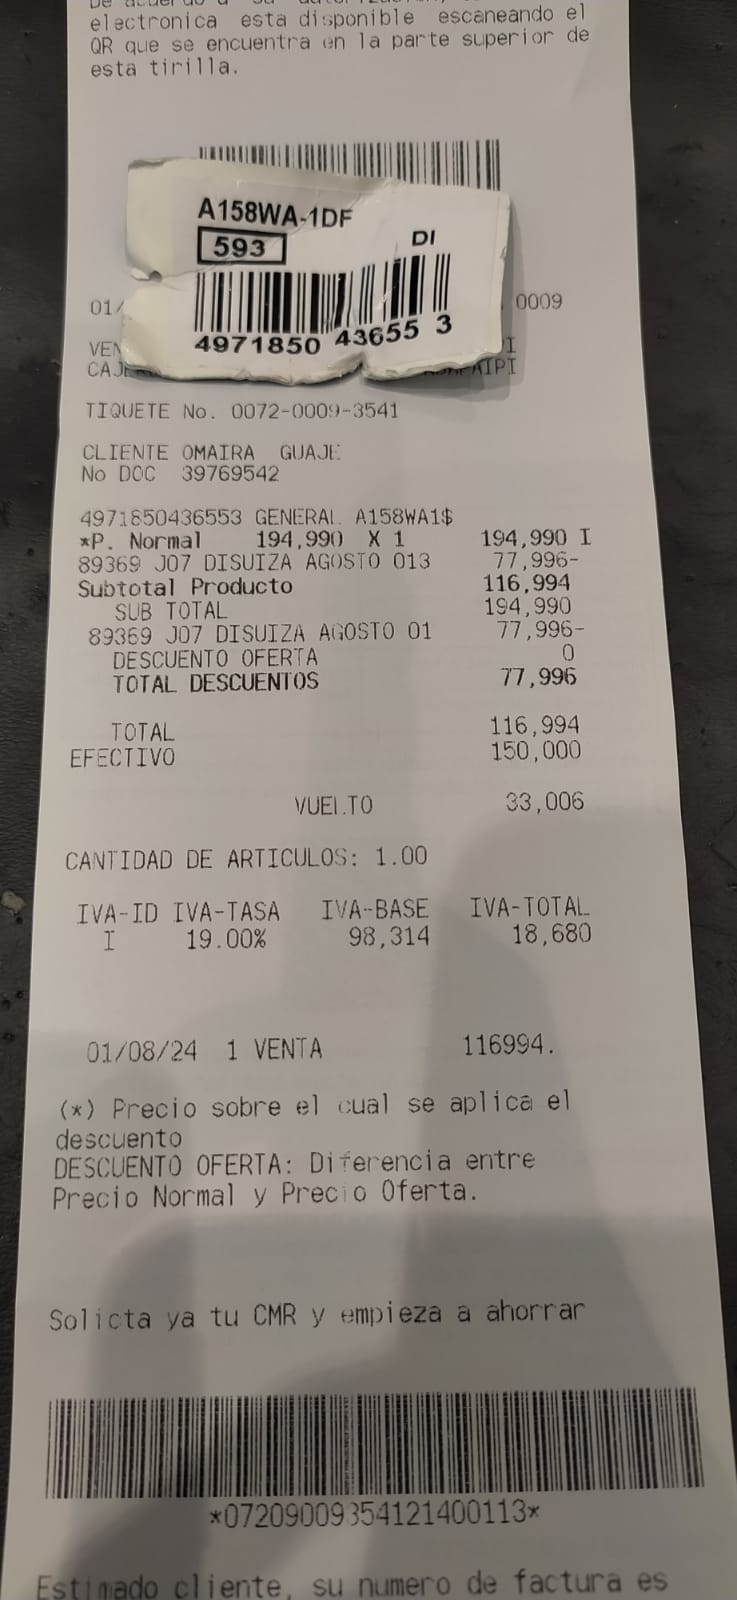 electronica esta disponible escaneando el
QR que se encuentra en la parte superior de
esta tirilla.
A158WA-1DF
593
DI
4971850 43655 3
01/
0009
VEN
CAJ
TIQUETE No. 0072-0009-3541
CLIENTE OMAIRA GUAJE
No DOC 39769542
4971850436553 GENERAL A158WA1$
*P. Normal 194,990 X 1 194,990 I
89369 J07 DISUIZA AGOSTO 013 77,996-
Subtotal Producto 116,994
SUB TOTAL 194,990
89369 J07 DISUIZA AGOSTO 01 77,996-
DESCUENTO OFERTA 0
TOTAL DESCUENTOS 77,996
TOTAL 116,994
EFECTIVO 150,000
VUELTO 33,006
CANTIDAD DE ARTICULOS: 1.00
IVA-ID IVA-TASA IVA-BASE IVA-TOTAL
I 19.00% 98,314 18,680
01/08/24 1 VENTA 116994.
(*) Precio sobre el cual se aplica el
descuento
DESCUENTO OFERTA: Diferencia entre
Precio Normal y Precio Oferta.
Solicta ya tu CMR y empieza a ahorrar
*07209009354121400113*
Estimado cliente, su numero de factura es